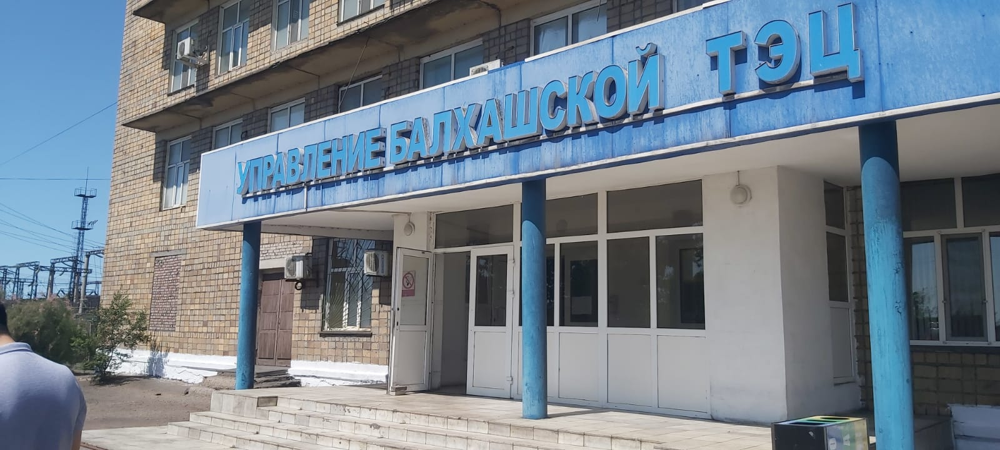 УПРАВЛЕНИЕ БАЛХАШСКОЙ ТЭЦ